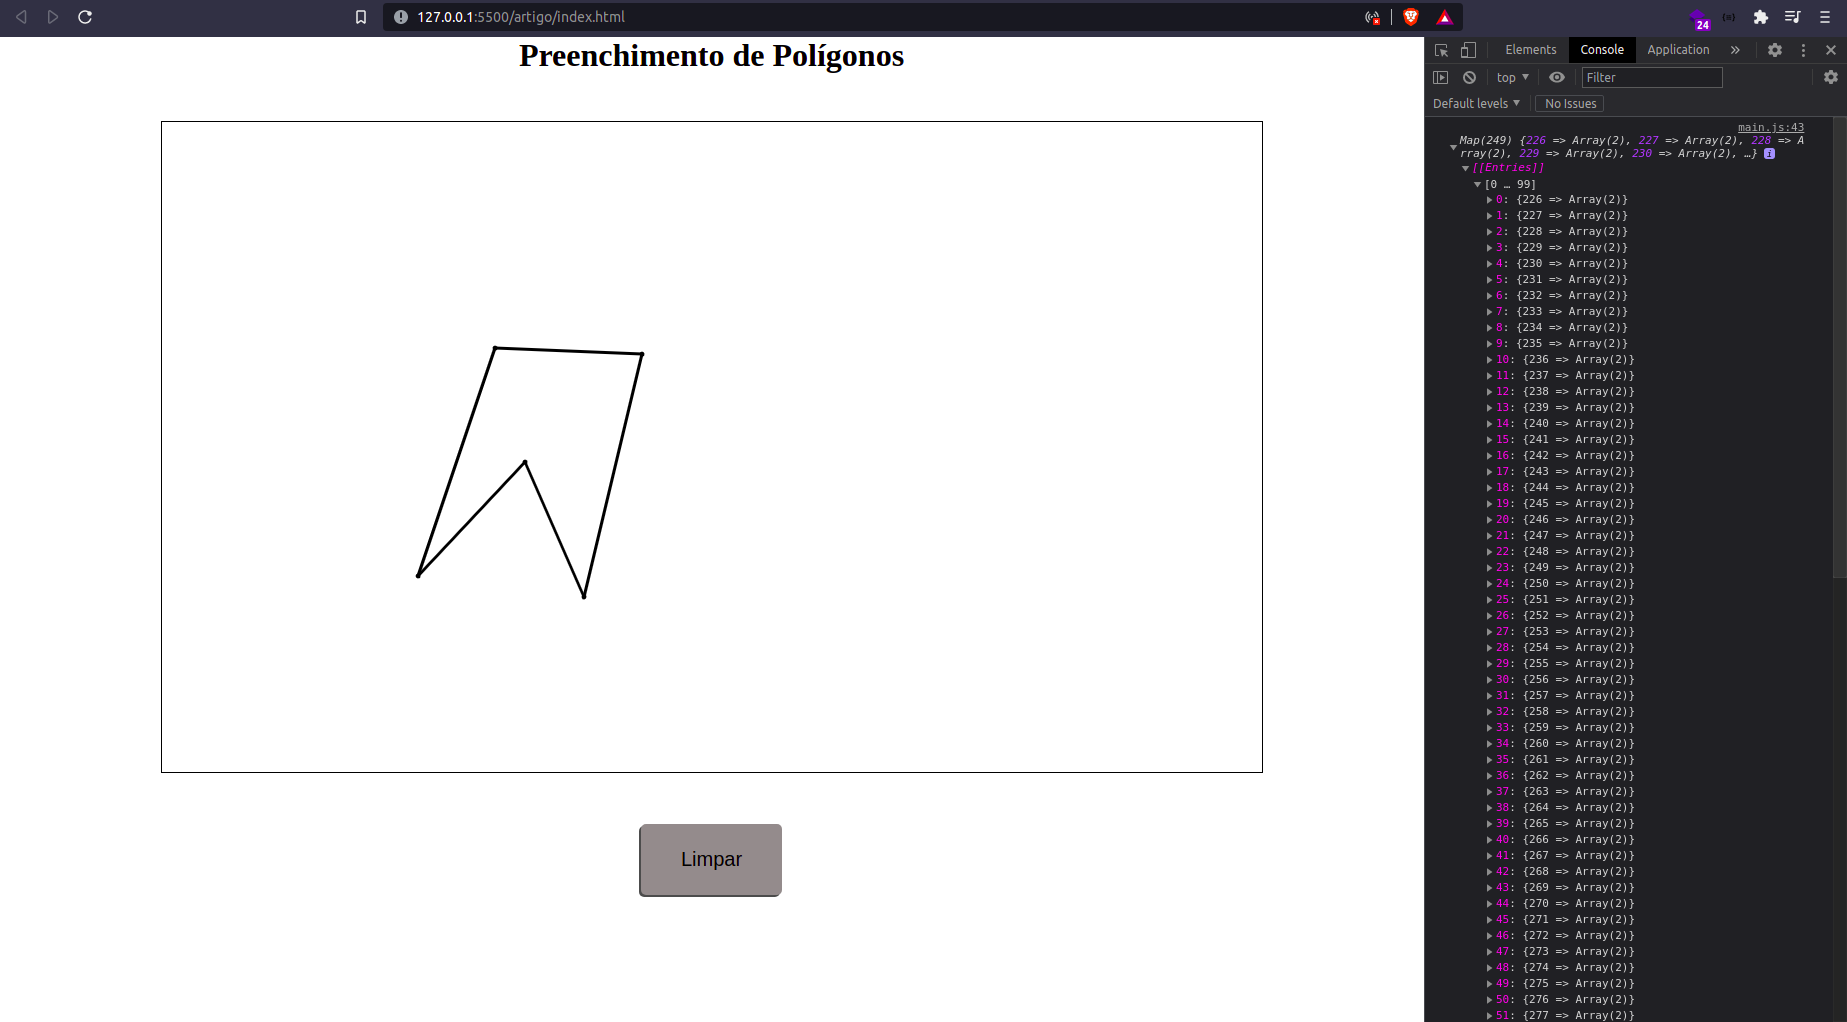 127.0.0.1:5500/artigo/index.html
24
Preenchimento de Polígonos
Limpar
Elements Console Application »
top Filter
Default levels No Issues
main.js:43
Map(249) {226 => Array(2), 227 => Array(2), 228 => A
rray(2), 229 => Array(2), 230 => Array(2), …} i
[[Entries]]
[0 … 99]
0: {226 => Array(2)}
1: {227 => Array(2)}
2: {228 => Array(2)}
3: {229 => Array(2)}
4: {230 => Array(2)}
5: {231 => Array(2)}
6: {232 => Array(2)}
7: {233 => Array(2)}
8: {234 => Array(2)}
9: {235 => Array(2)}
10: {236 => Array(2)}
11: {237 => Array(2)}
12: {238 => Array(2)}
13: {239 => Array(2)}
14: {240 => Array(2)}
15: {241 => Array(2)}
16: {242 => Array(2)}
17: {243 => Array(2)}
18: {244 => Array(2)}
19: {245 => Array(2)}
20: {246 => Array(2)}
21: {247 => Array(2)}
22: {248 => Array(2)}
23: {249 => Array(2)}
24: {250 => Array(2)}
25: {251 => Array(2)}
26: {252 => Array(2)}
27: {253 => Array(2)}
28: {254 => Array(2)}
29: {255 => Array(2)}
30: {256 => Array(2)}
31: {257 => Array(2)}
32: {258 => Array(2)}
33: {259 => Array(2)}
34: {260 => Array(2)}
35: {261 => Array(2)}
36: {262 => Array(2)}
37: {263 => Array(2)}
38: {264 => Array(2)}
39: {265 => Array(2)}
40: {266 => Array(2)}
41: {267 => Array(2)}
42: {268 => Array(2)}
43: {269 => Array(2)}
44: {270 => Array(2)}
45: {271 => Array(2)}
46: {272 => Array(2)}
47: {273 => Array(2)}
48: {274 => Array(2)}
49: {275 => Array(2)}
50: {276 => Array(2)}
51: {277 => Array(2)}